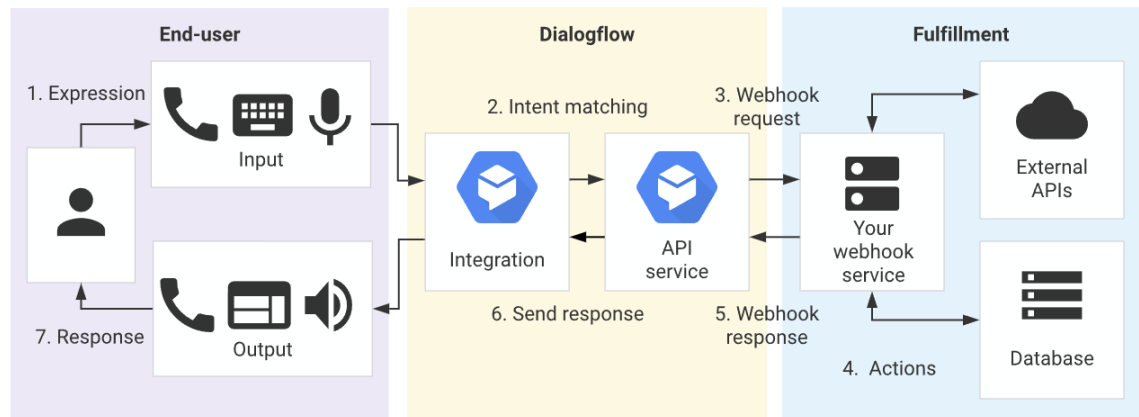 End-user
Dialogflow
Fulfillment
1. Expression
Input
2. Intent matching
3. Webhook
request
External
APIs
Integration
API
service
Your
webhook
service
6. Send response
5. Webhook
response
7. Response
Output
4. Actions
Database